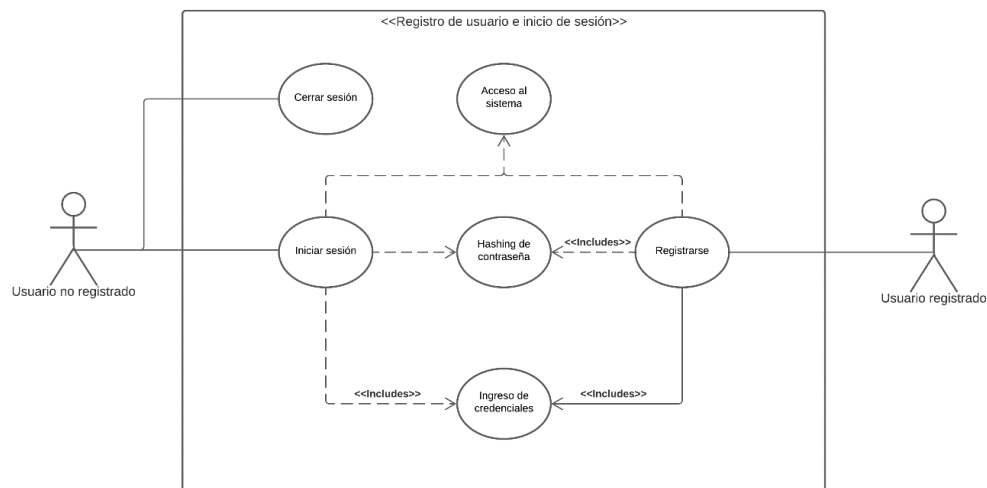 <<Registro de usuario e inicio de sesión>>
Cerrar sesión
Acceso al
sistema
Iniciar sesión
Hashing de
contraseña
<<Includes>>
Registrarse
Usuario no registrado
Usuario registrado
<<Includes>>
Ingreso de
credenciales
<<Includes>>